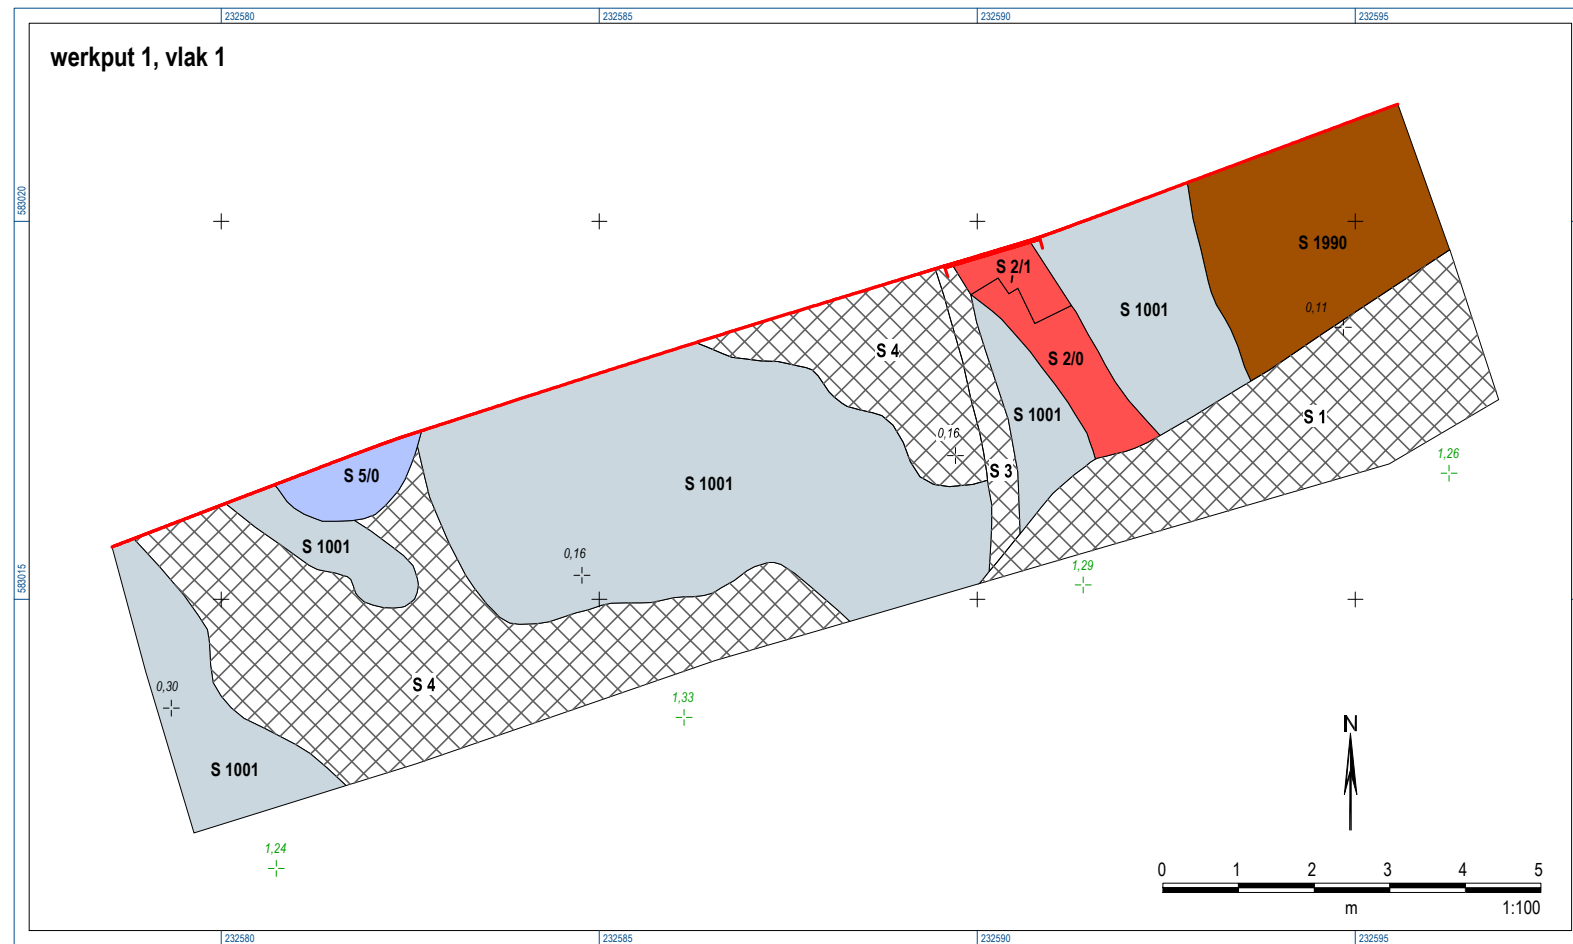 232580 232585 232590 232595
werkput 1, vlak 1
583020
S 1990
S 2/1
0,11
S 1001
S 4
S 2/0
S 1001
S 1
0,16
1,26
S 3
S 5/0
S 1001
S 1001
0,16
1,29
583015
S 4
0,30
1,33
N
S 1001
1,24
0 1 2 3 4 5
m 1:100
232580 232585 232590 232595